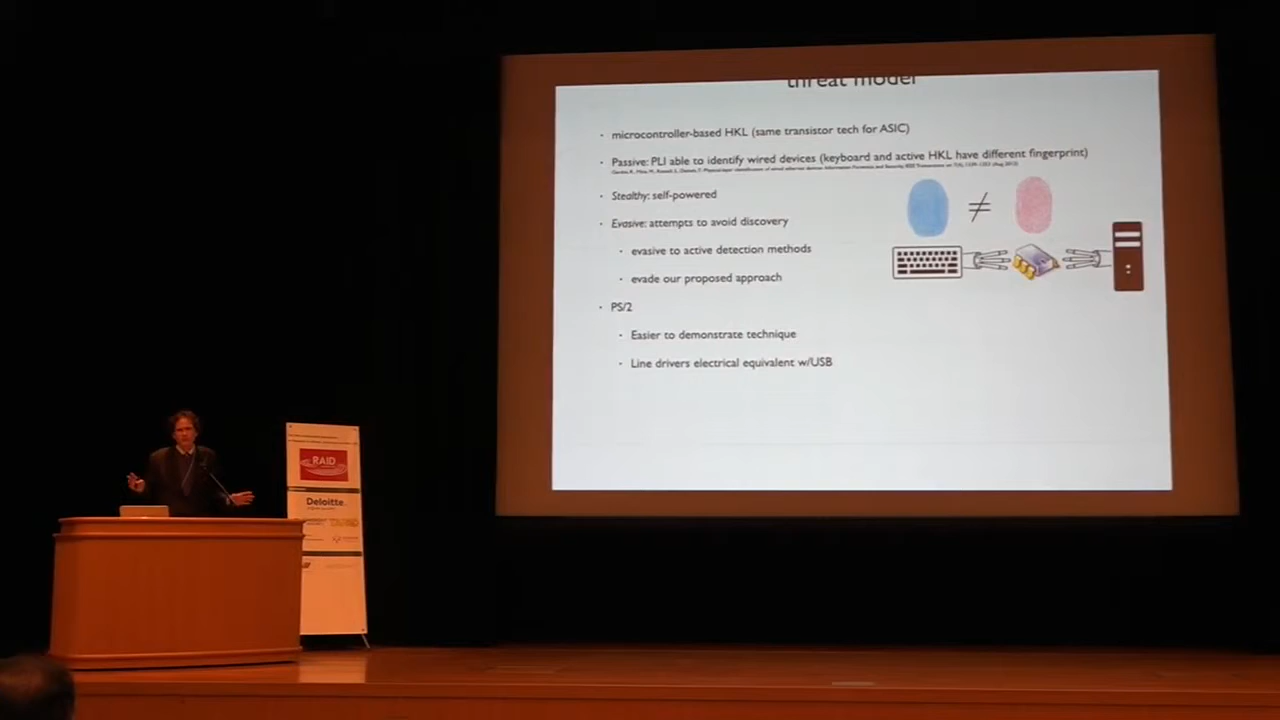 threat model
• microcontroller-based HKL (same transistor tech for ASIC)
• Passive: PLI able to identify wired devices (keyboard and active HKL have different fingerprint)
• Stealthy: self-powered
• Evasive: attempts to avoid discovery
• evasive to active detection methods
• evade our proposed approach
≠
• PS/2
• Easier to demonstrate technique
• Line drivers electrical equivalent w/USB
RAID
Deloitte.